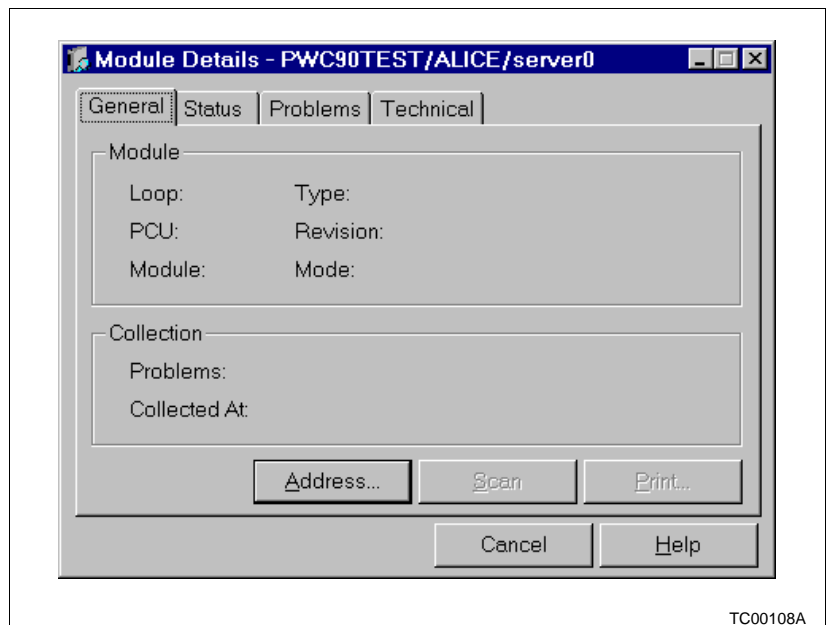 Module Details - PWC90TEST/ALICE/server0
General Status Problems Technical
Module
Loop: Type:
PCU: Revision:
Module: Mode:
Collection
Problems:
Collected At:
Address... Scan Print...
Cancel Help
TC00108A